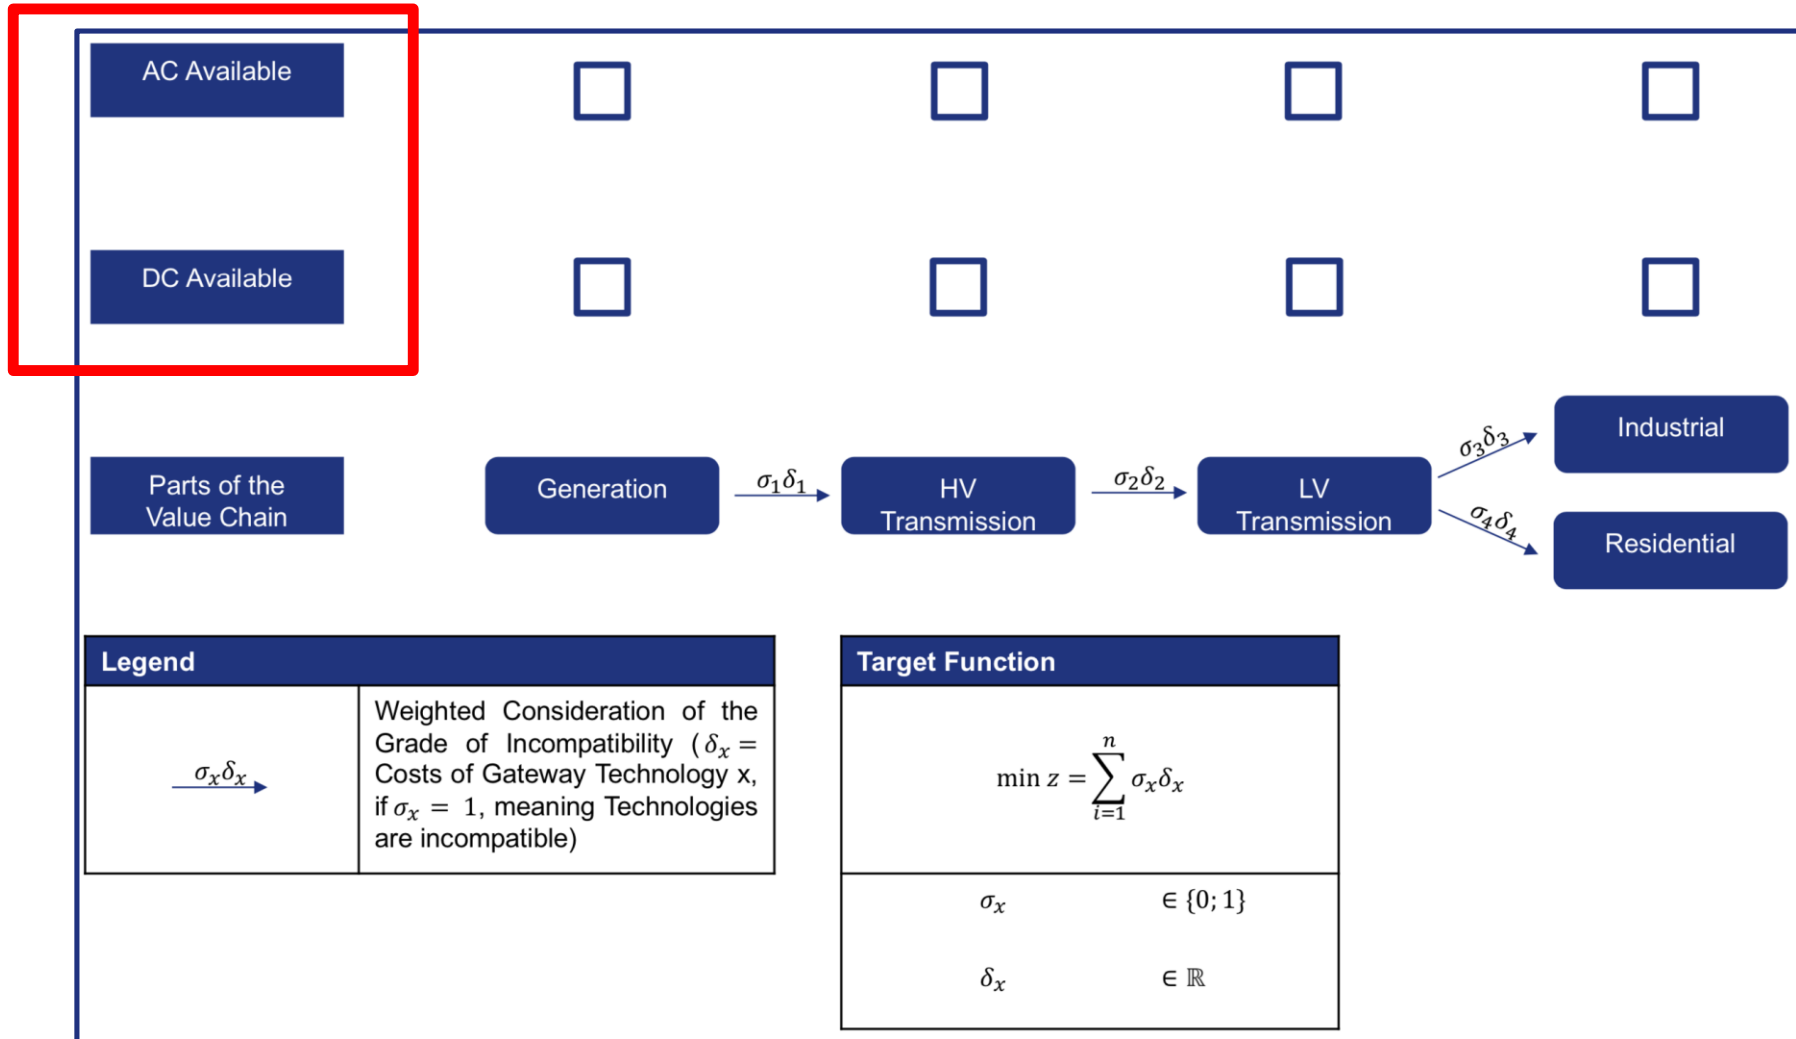 AC Available
DC Available
Parts of the
Value Chain
Generation
σ₁δ₁
HV
Transmission
σ₂δ₂
LV
Transmission
σ₃δ₃
σ₄δ₄
Industrial
Residential
Legend
σₓδₓ
Weighted Consideration of the
Grade of Incompatibility (δₓ =
Costs of Gateway Technology x,
if σₓ = 1, meaning Technologies
are incompatible)
Target Function
min z = ∑ⁿᵢ₌₁ σₓδₓ
σₓ ∈ {0; 1}
δₓ ∈ ℝ